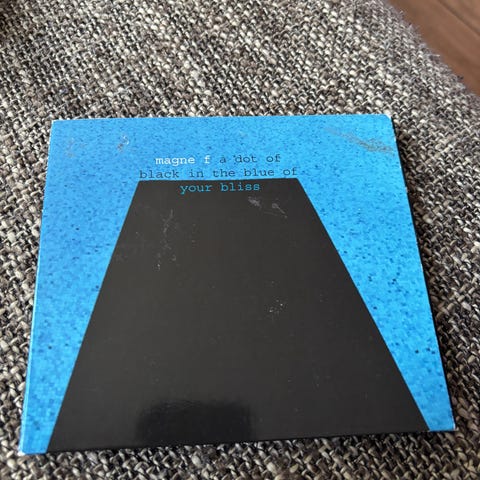 magne f a dot of
black in the blue of
your bliss